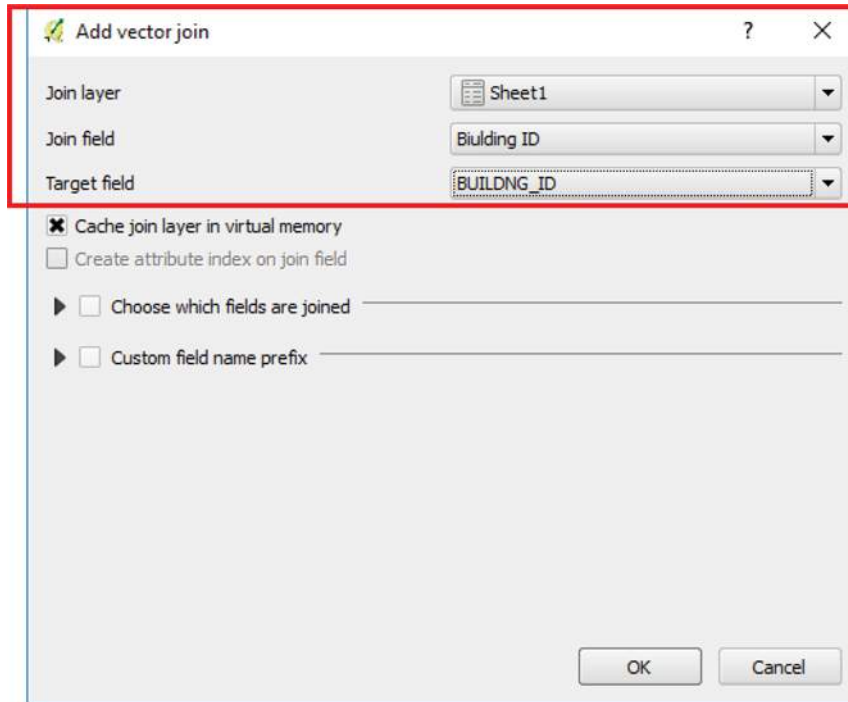 Add vector join ?
Join layer Sheet1
Join field Biulding ID
Target field BUILDNG_ID
Cache join layer in virtual memory
Create attribute index on join field
Choose which fields are joined
Custom field name prefix
OK Cancel